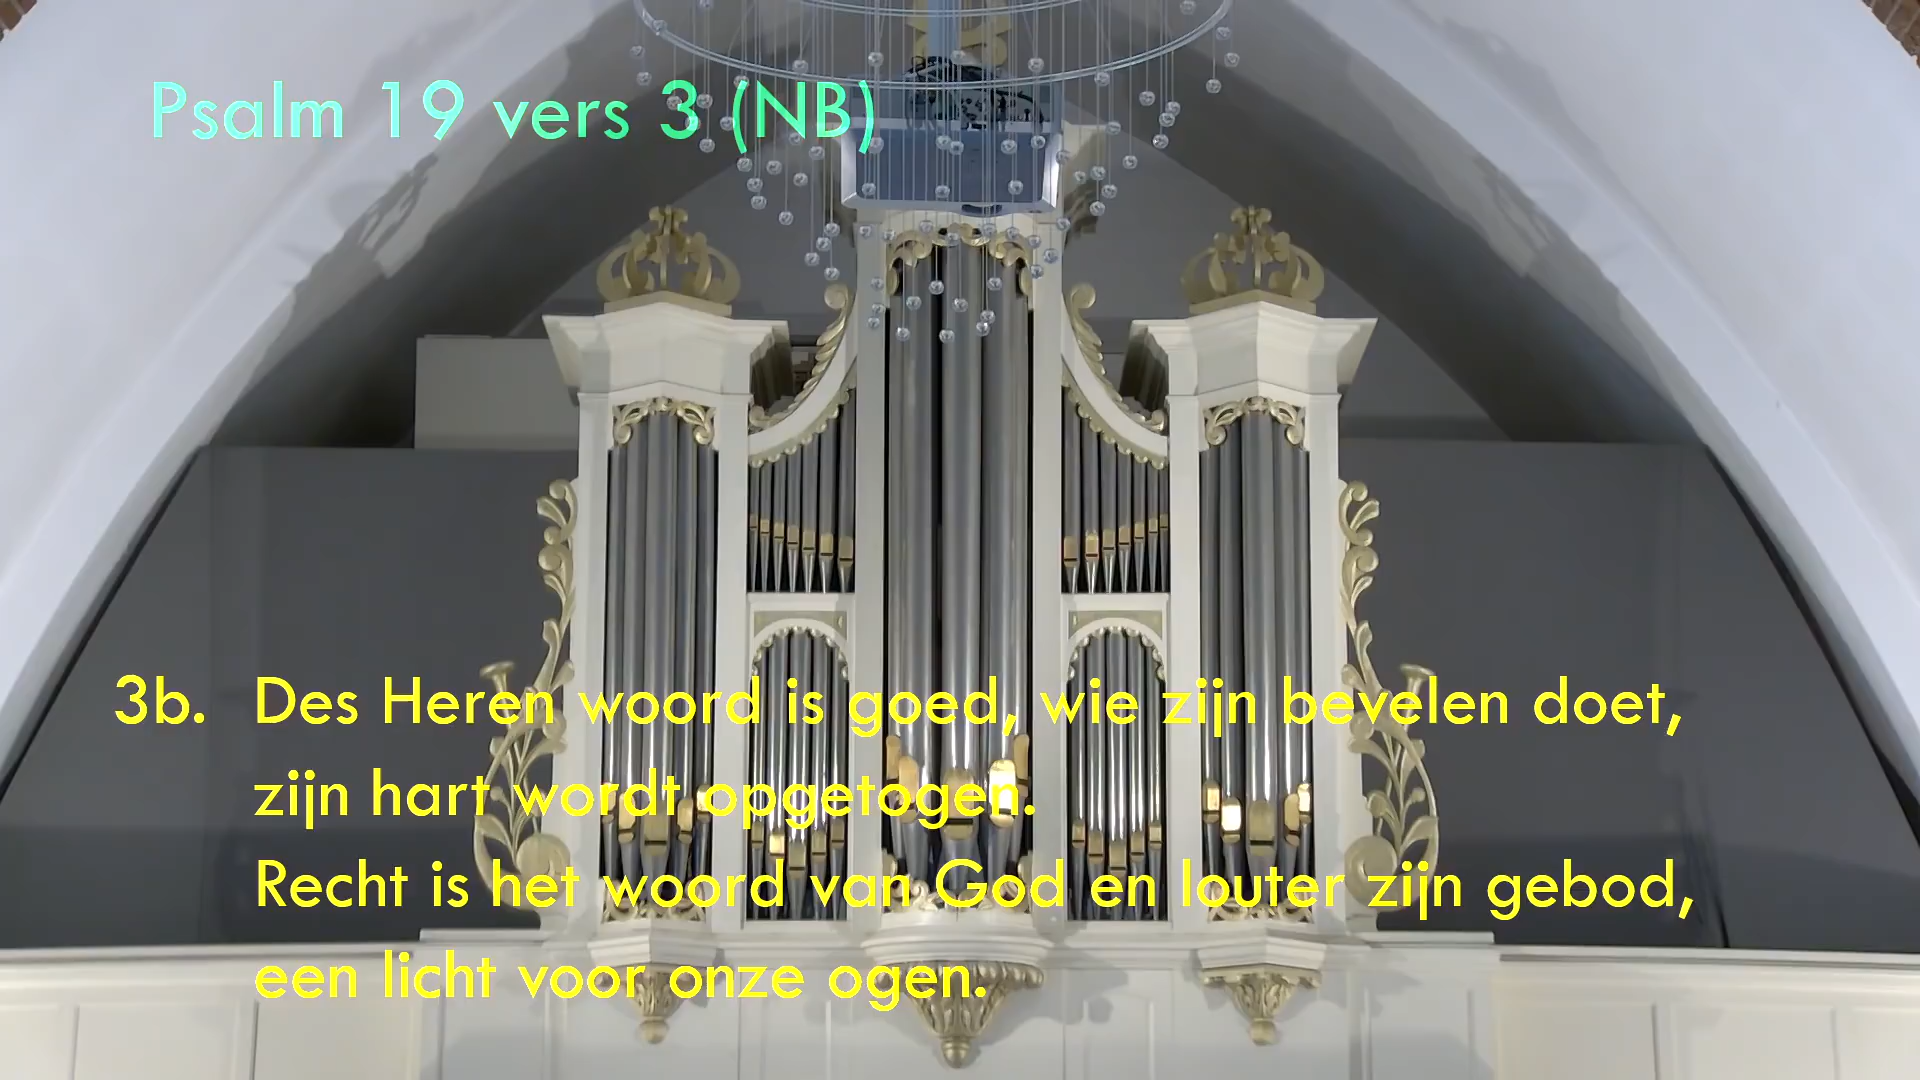 Psalm 19 vers 3 (NB)
3b. Des Heren woord is goed, wie zijn bevelen doet,
zijn hart wordt opgetogen.
Recht is het woord van God en louter zijn gebod,
een licht voor onze ogen.